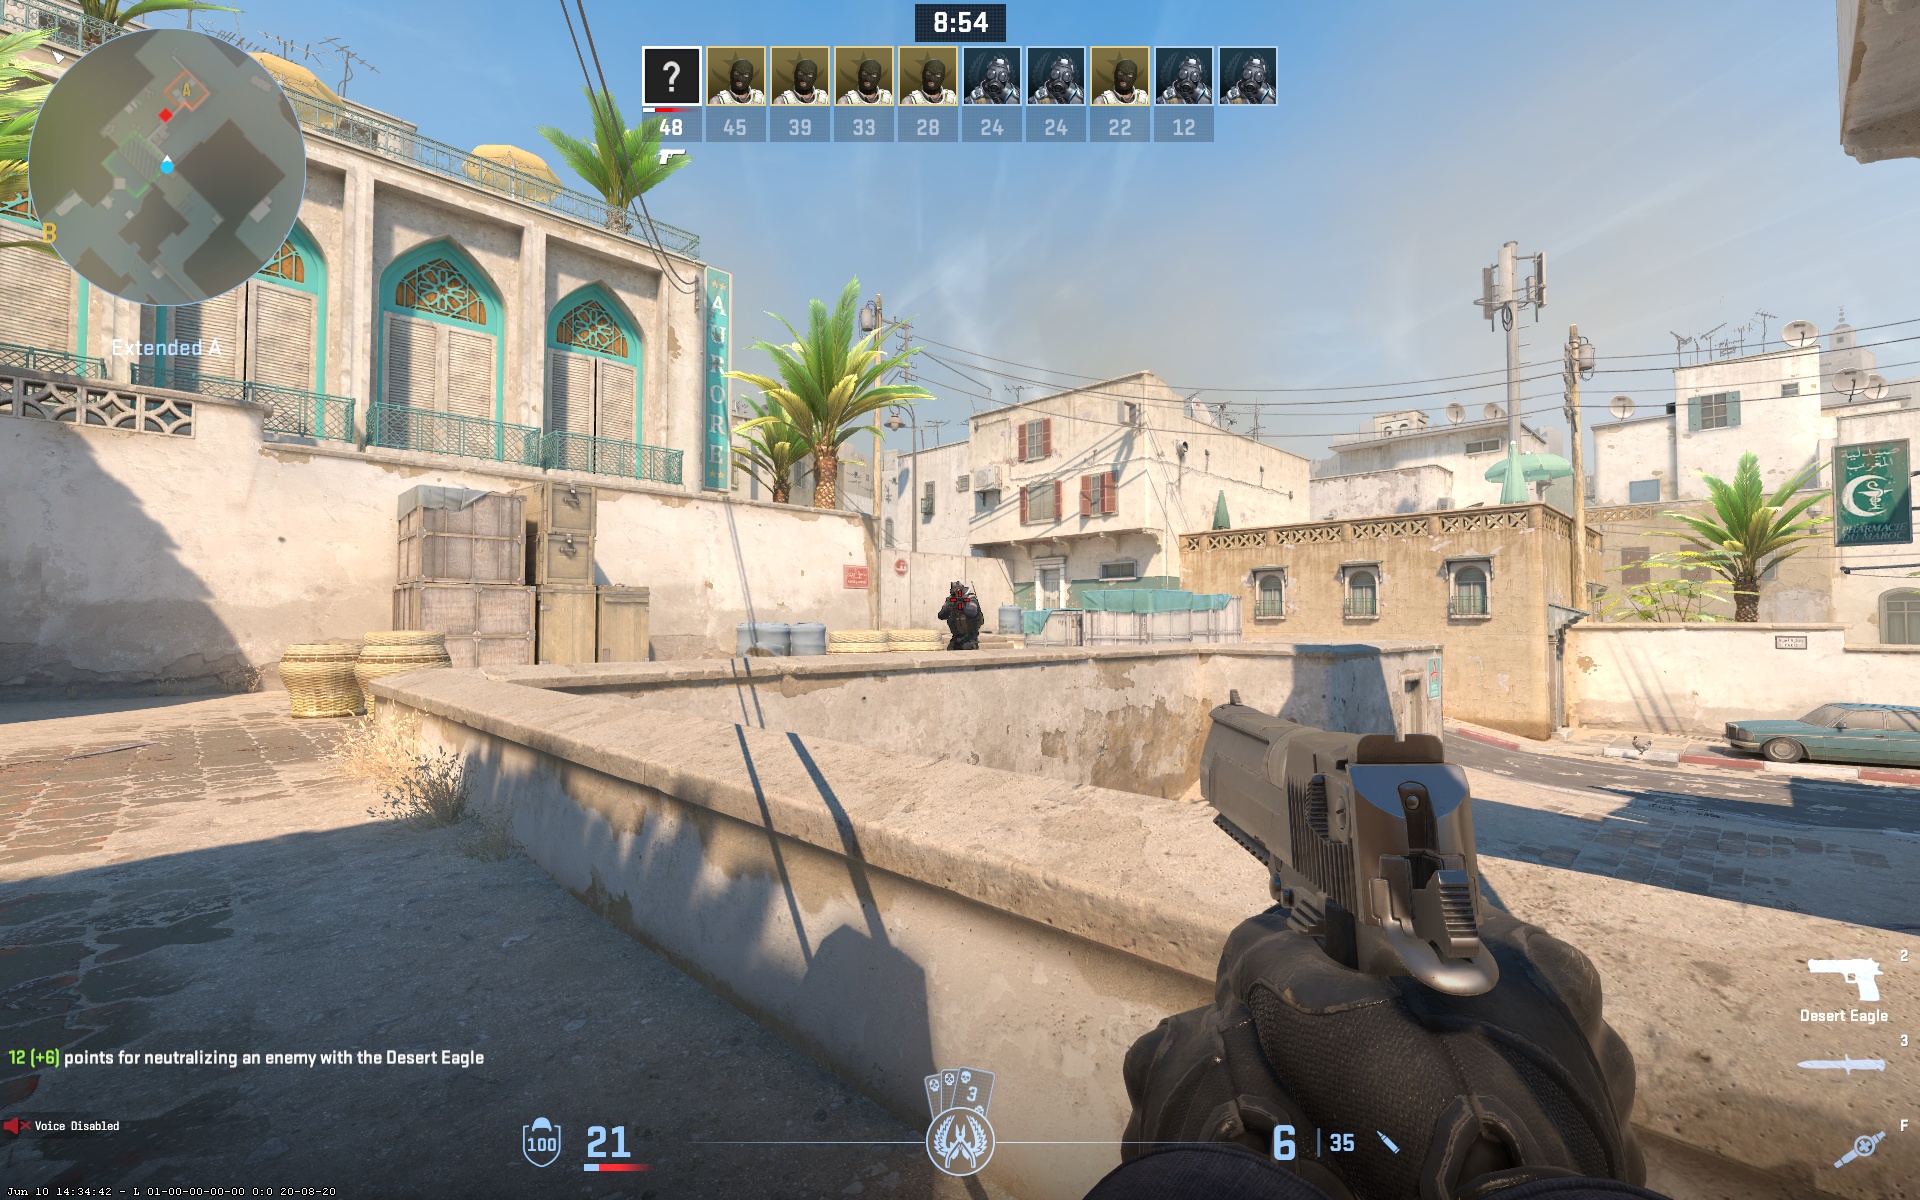 8:54
?
48 45 39 33 28 24 24 22 12
A
B
Extended A
AURORE
PHARMACIE
DU MAROC
2
Desert Eagle
3
12 (+6) points for neutralizing an enemy with the Desert Eagle
3
Voice Disabled
100 21
6 | 35
F
Jun 10 14:34:42 - L 01-00-00-00-00 0:0 20-08-20